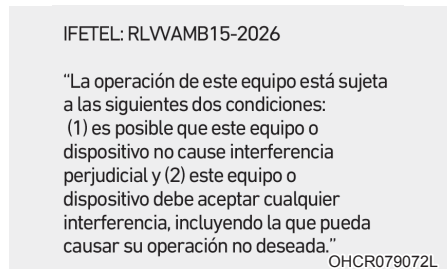 IFETEL: RLVVAMB15-2026
“La operación de este equipo está sujeta
a las siguientes dos condiciones:
(1) es posible que este equipo o
dispositivo no cause interferencia
perjudicial y (2) este equipo o
dispositivo debe aceptar cualquier
interferencia, incluyendo la que pueda
causar su operación no deseada.”
OHCR079072L